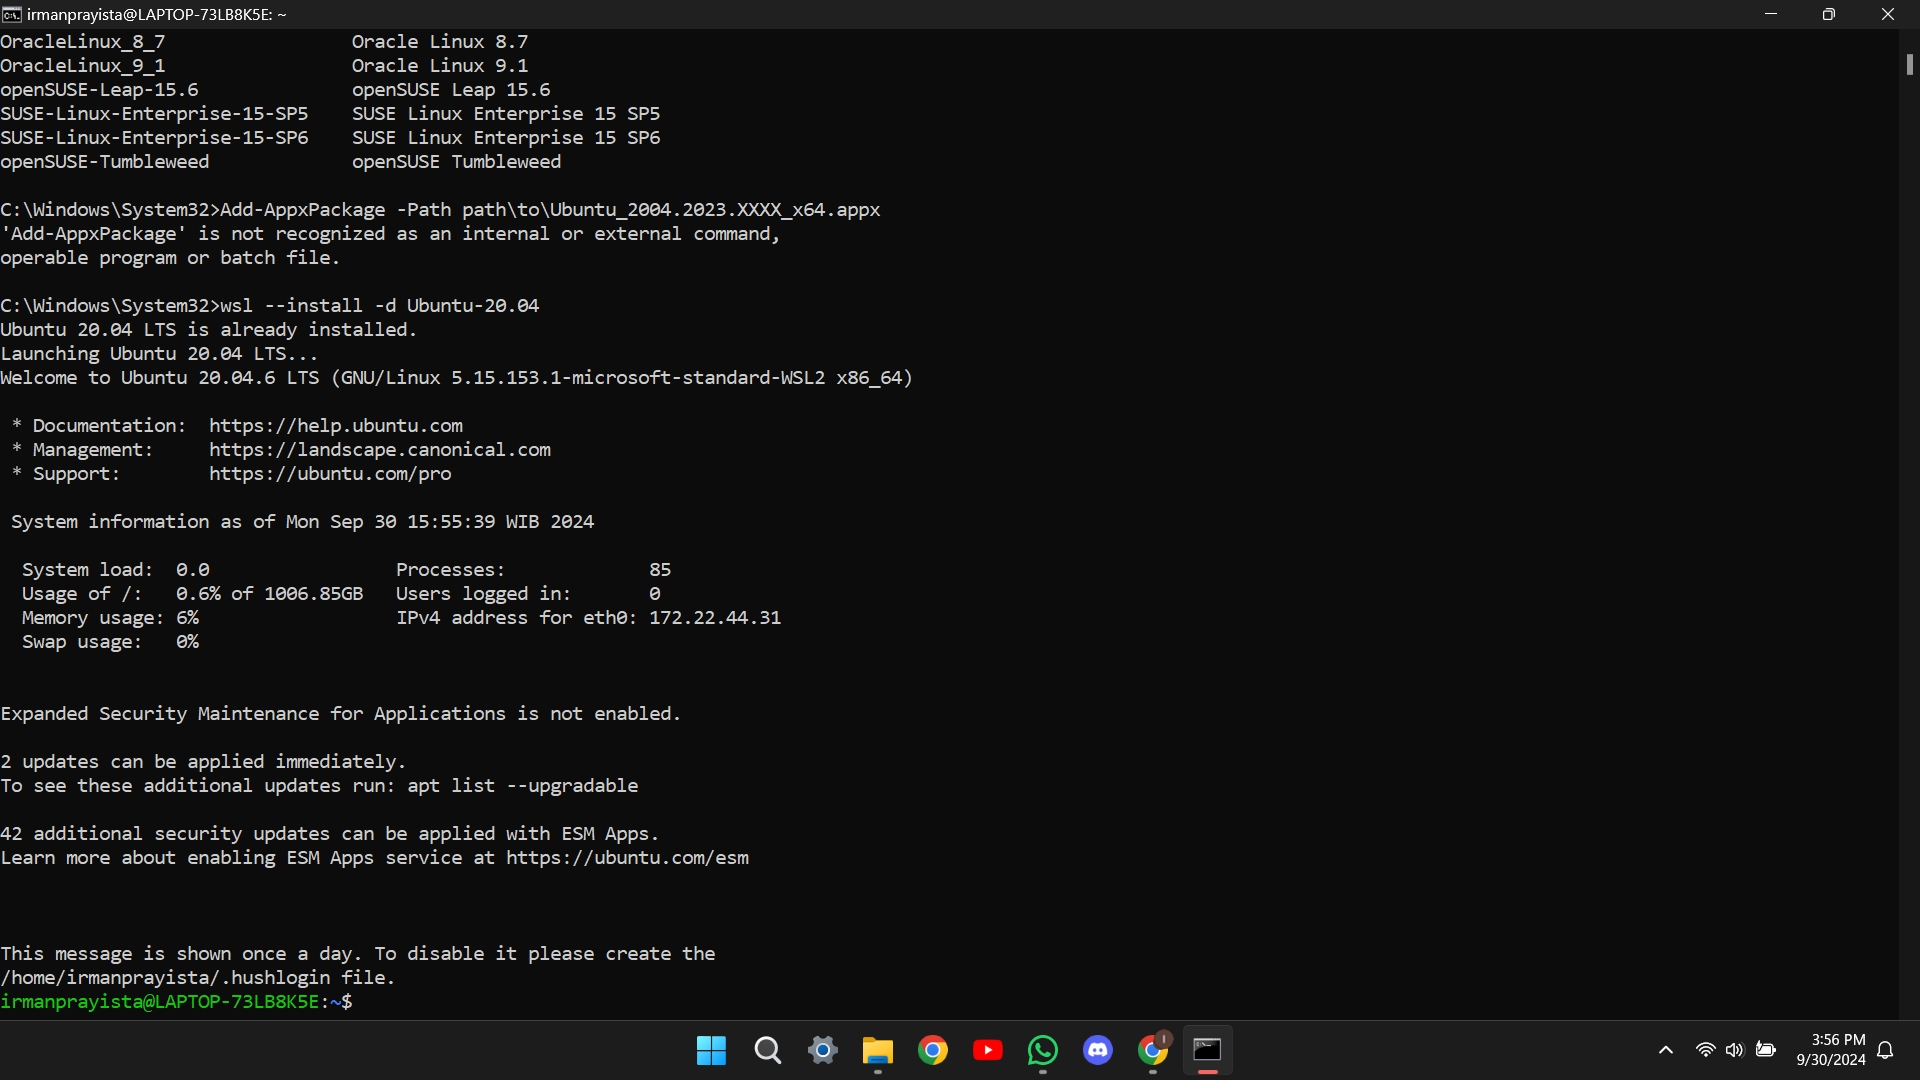 irmanprayista@LAPTOP-73LB8K5E: ~
OracleLinux_8_7                 Oracle Linux 8.7
OracleLinux_9_1                 Oracle Linux 9.1
openSUSE-Leap-15.6              openSUSE Leap 15.6
SUSE-Linux-Enterprise-15-SP5    SUSE Linux Enterprise 15 SP5
SUSE-Linux-Enterprise-15-SP6    SUSE Linux Enterprise 15 SP6
openSUSE-Tumbleweed             openSUSE Tumbleweed
C:\Windows\System32>Add-AppxPackage -Path path\to\Ubuntu_2004.2023.XXXX_x64.appx
'Add-AppxPackage' is not recognized as an internal or external command,
operable program or batch file.
C:\Windows\System32>wsl --install -d Ubuntu-20.04
Ubuntu 20.04 LTS is already installed.
Launching Ubuntu 20.04 LTS...
Welcome to Ubuntu 20.04.6 LTS (GNU/Linux 5.15.153.1-microsoft-standard-WSL2 x86_64)
* Documentation:  https://help.ubuntu.com
* Management:     https://landscape.canonical.com
* Support:        https://ubuntu.com/pro
System information as of Mon Sep 30 15:55:39 WIB 2024
System load:  0.0                 Processes:             85
Usage of /:   0.6% of 1006.85GB   Users logged in:       0
Memory usage: 6%                  IPv4 address for eth0: 172.22.44.31
Swap usage:   0%
Expanded Security Maintenance for Applications is not enabled.
2 updates can be applied immediately.
To see these additional updates run: apt list --upgradable
42 additional security updates can be applied with ESM Apps.
Learn more about enabling ESM Apps service at https://ubuntu.com/esm
This message is shown once a day. To disable it please create the
/home/irmanprayista/.hushlogin file.
irmanprayista@LAPTOP-73LB8K5E:~$
3:56 PM
9/30/2024